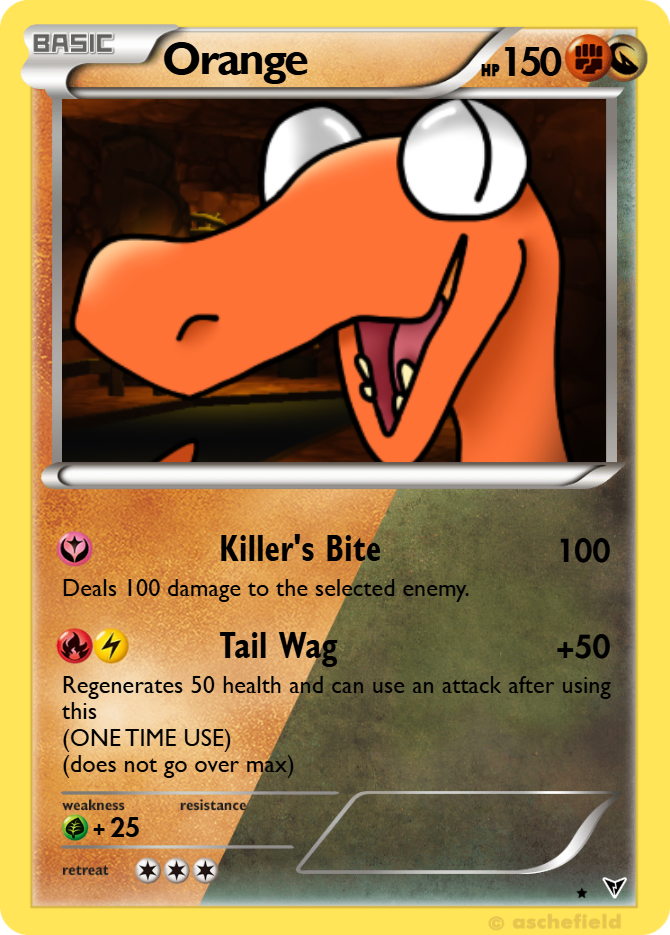 BASIC Orange HP 150
Killer's Bite 100
Deals 100 damage to the selected enemy.
Tail Wag +50
Regenerates 50 health and can use an attack after using
this
(ONE TIME USE)
(does not go over max)
weakness resistance
+ 25
retreat
© aschefield